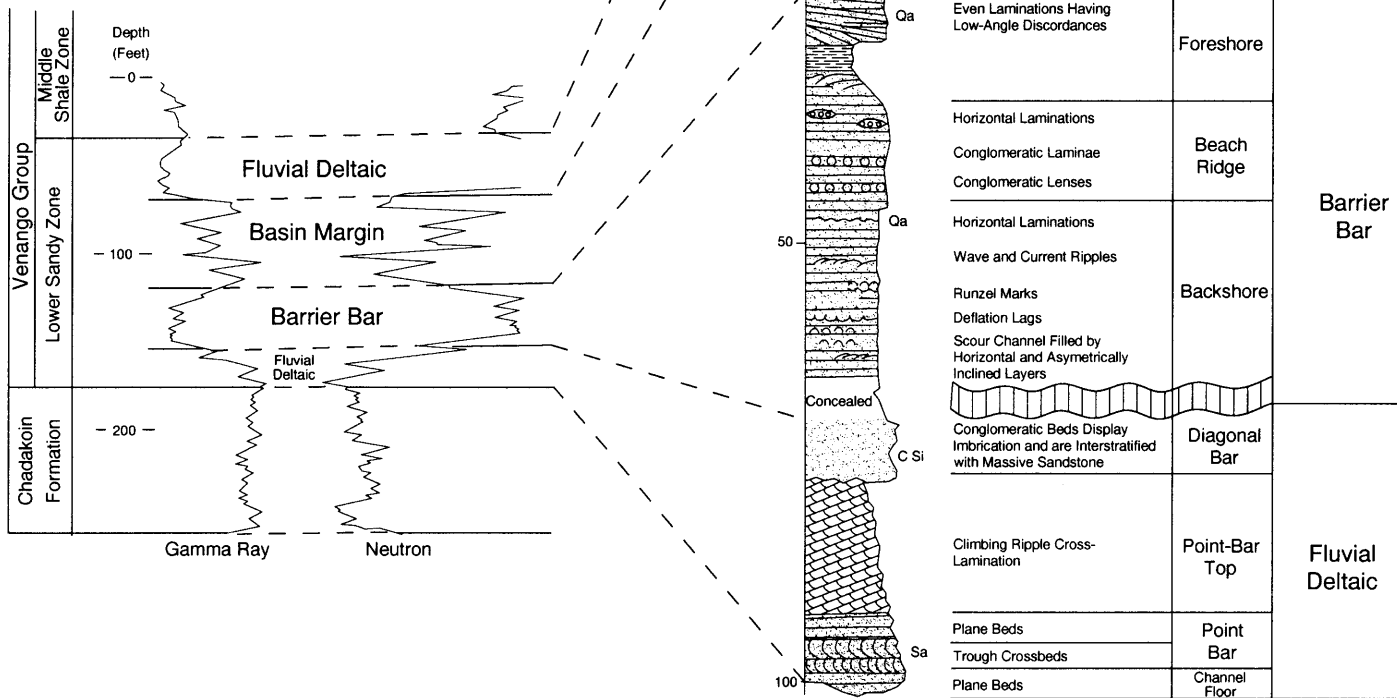 Middle
Shale Zone
Venango Group
Lower Sandy Zone
Chadakoin
Formation
Depth
(Feet)
0
100
200
Fluvial Deltaic
Basin Margin
Barrier Bar
Fluvial
Deltaic
Gamma Ray
Neutron
50
100
Concealed
Qa
Qa
C Si
Sa
Even Laminations Having
Low-Angle Discordances
Foreshore
Horizontal Laminations
Conglomeratic Laminae
Conglomeratic Lenses
Beach
Ridge
Horizontal Laminations
Wave and Current Ripples
Runzel Marks
Deflation Lags
Scour Channel Filled by
Horizontal and Asymetrically
Inclined Layers
Backshore
Barrier
Bar
Conglomeratic Beds Display
Imbrication and are Interstratified
with Massive Sandstone
Diagonal
Bar
Climbing Ripple Cross-
Lamination
Point-Bar
Top
Plane Beds
Trough Crossbeds
Point
Bar
Plane Beds
Channel
Floor
Fluvial
Deltaic